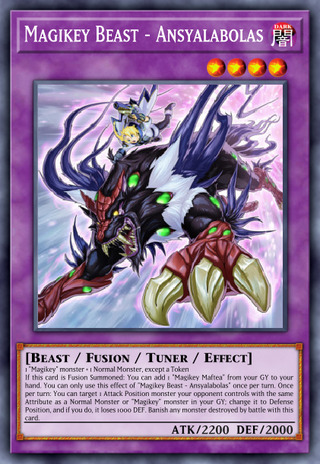 Magikey Beast - Ansyalabolas
DARK
闇
[Beast / Fusion / Tuner / Effect]
1 "Magikey" monster + 1 Normal Monster, except a Token
If this card is Fusion Summoned: You can add 1 "Magikey Maftea" from your GY to your
hand. You can only use this effect of "Magikey Beast - Ansyalabolas" once per turn. Once
per turn: You can target 1 Attack Position monster your opponent controls with the same
Attribute as a Normal Monster or "Magikey" monster in your GY; change it to Defense
Position, and if you do, it loses 1000 DEF. Banish any monster destroyed by battle with this
card.
ATK/2200 DEF/2000